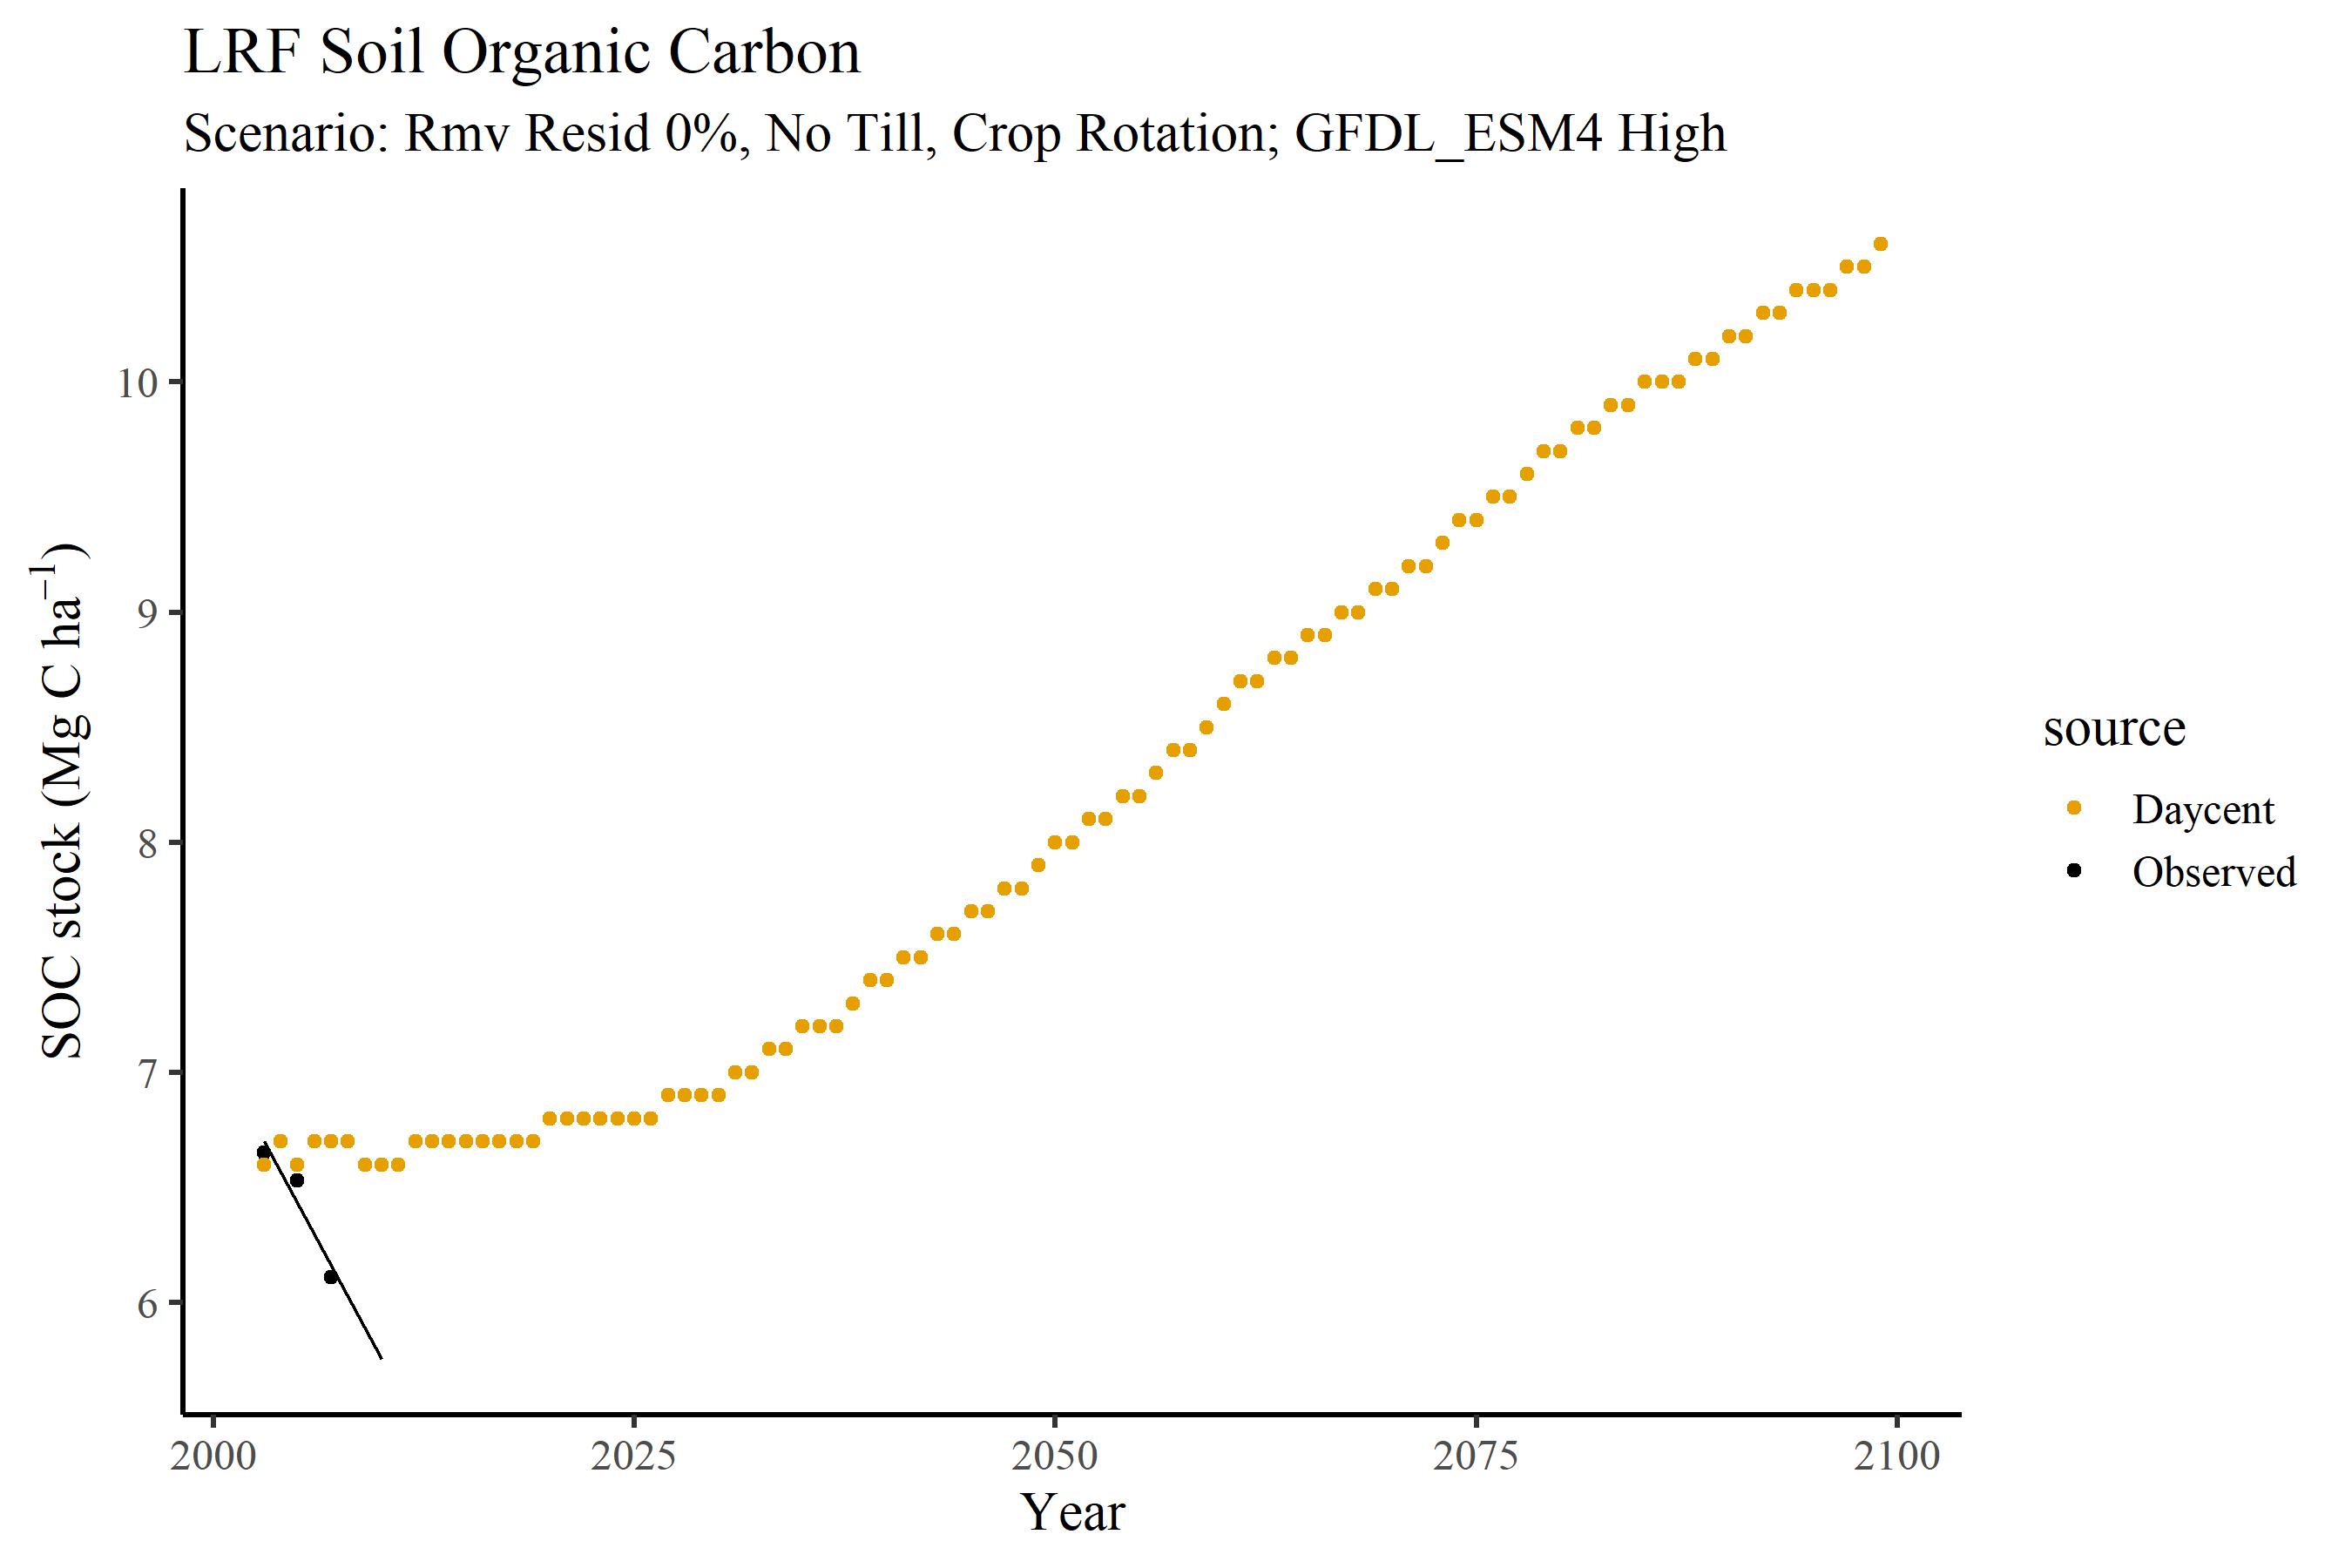 LRF Soil Organic Carbon
Scenario: Rmv Resid 0%, No Till, Crop Rotation; GFDL_ESM4 High
SOC stock (Mg C ha⁻¹)
10
9
8
7
6
2000 2025 2050 2075 2100
Year
source
Daycent
Observed